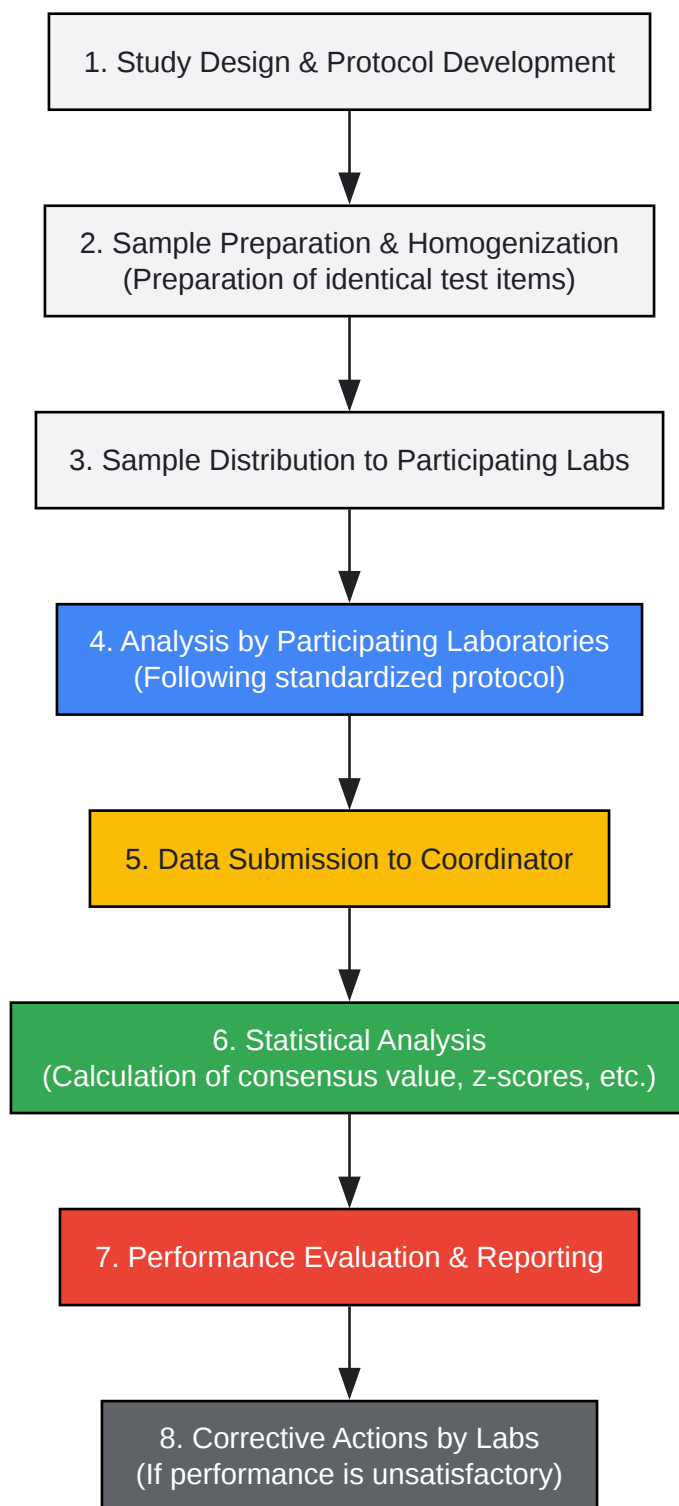 1. Study Design & Protocol Development
2. Sample Preparation & Homogenization
(Preparation of identical test items)
3. Sample Distribution to Participating Labs
4. Analysis by Participating Laboratories
(Following standardized protocol)
5. Data Submission to Coordinator
6. Statistical Analysis
(Calculation of consensus value, z-scores, etc.)
7. Performance Evaluation & Reporting
8. Corrective Actions by Labs
(If performance is unsatisfactory)